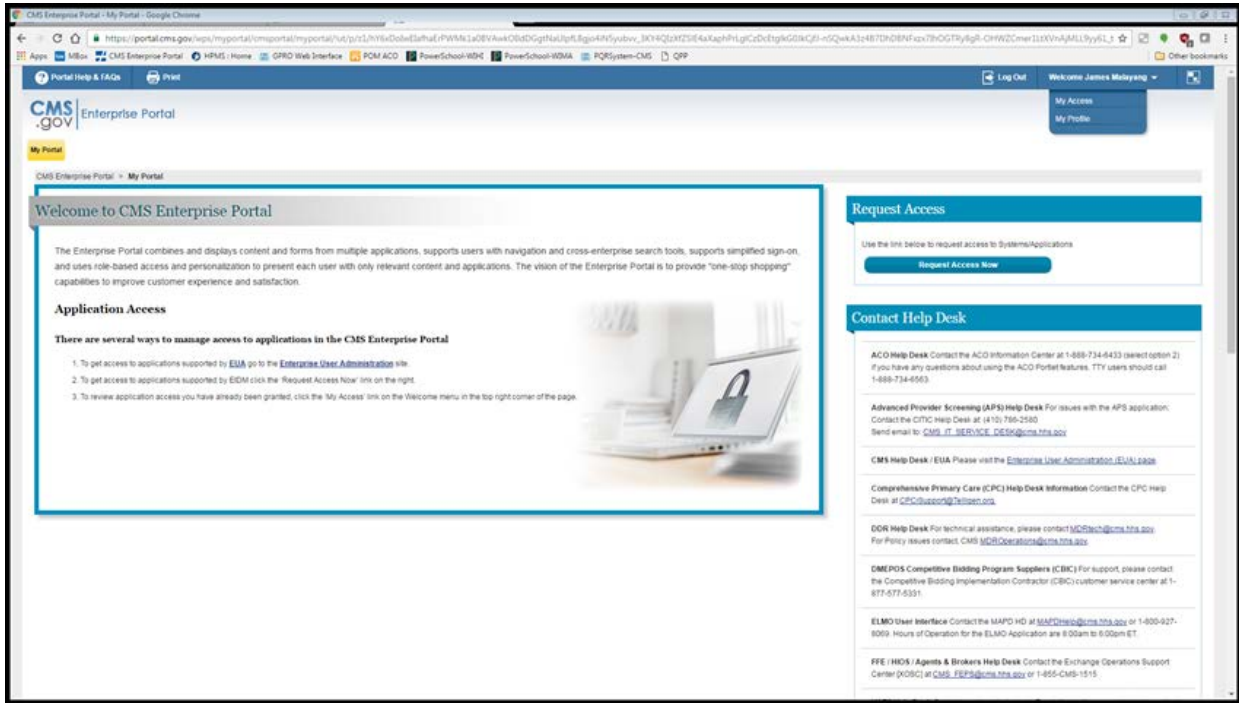 CMS Enterprise Portal - My Portal - Google Chrome
https://portal.cms.gov/wps/myportal/cmsportal/myportal/
Apps MBox CMS Enterprise Portal HPMS : Home GPRO Web Interface POM ACO PowerSchool-WIHE PowerSchool-WIMA PQRSystem-CMS QPP Other bookmarks
Portal Help & FAQs Print Log Out Welcome James Malayang
My Access
My Profile
CMS .gov Enterprise Portal
My Portal
CMS Enterprise Portal > My Portal
Welcome to CMS Enterprise Portal
The Enterprise Portal combines and displays content and forms from multiple applications, supports users with navigation and cross-enterprise search tools, supports simplified sign-on,
and uses role-based access and personalization to present each user with only relevant content and applications. The vision of the Enterprise Portal is to provide "one-stop shopping"
capabilities to improve customer experience and satisfaction.
Application Access
There are several ways to manage access to applications in the CMS Enterprise Portal
1. To get access to applications supported by EUA go to the Enterprise User Administration site.
2. To get access to applications supported by EIDM click the 'Request Access Now' link on the right.
3. To review application access you have already been granted, click the 'My Access' link on the Welcome menu in the top right corner of the page.
Request Access
Use the link below to request access to Systems/Applications
Request Access Now
Contact Help Desk
ACO Help Desk Contact the ACO Information Center at 1-888-734-6433 (select option 2)
if you have any questions about using the ACO Portlet features. TTY users should call
1-888-734-6563.
Advanced Provider Screening (APS) Help Desk For issues with the APS application:
Contact the CITIC Help Desk at: (410) 786-2580
Send email to: CMS_IT_SERVICE_DESK@cms.hhs.gov
CMS Help Desk / EUA Please visit the Enterprise User Administration (EUA) page.
Comprehensive Primary Care (CPC) Help Desk Information Contact the CPC Help
Desk at CPCiSupport@Telligen.org.
DDR Help Desk For technical assistance, please contact MDRtech@cms.hhs.gov.
For Policy issues contact, CMS MDROperations@cms.hhs.gov.
DMEPOS Competitive Bidding Program Suppliers (CBIC) For support, please contact
the Competitive Bidding Implementation Contractor (CBIC) customer service center at 1-
877-577-5331.
ELMO User Interface Contact the MAPD HD at MAPDHelp@cms.hhs.gov or 1-800-927-
8069. Hours of Operation for the ELMO Application are 6:00am to 6:00pm ET.
FFE / HIOS / Agents & Brokers Help Desk Contact the Exchange Operations Support
Center [XOSC] at CMS_FEPS@cms.hhs.gov or 1-855-CMS-1515